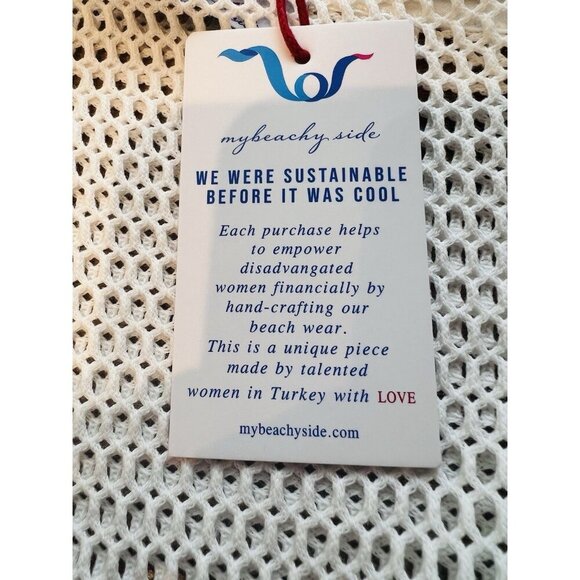 mybeachy side
WE WERE SUSTAINABLE
BEFORE IT WAS COOL
Each purchase helps
to empower
disadvangated
women financially by
hand-crafting our
beach wear.
This is a unique piece
made by talented
women in Turkey with LOVE
mybeachyside.com